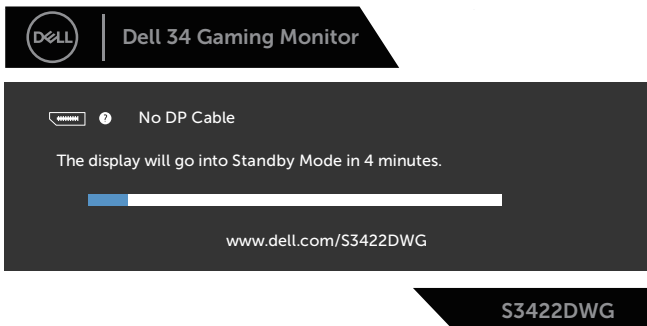 DELL
Dell 34 Gaming Monitor
? No DP Cable
The display will go into Standby Mode in 4 minutes.
www.dell.com/S3422DWG
S3422DWG